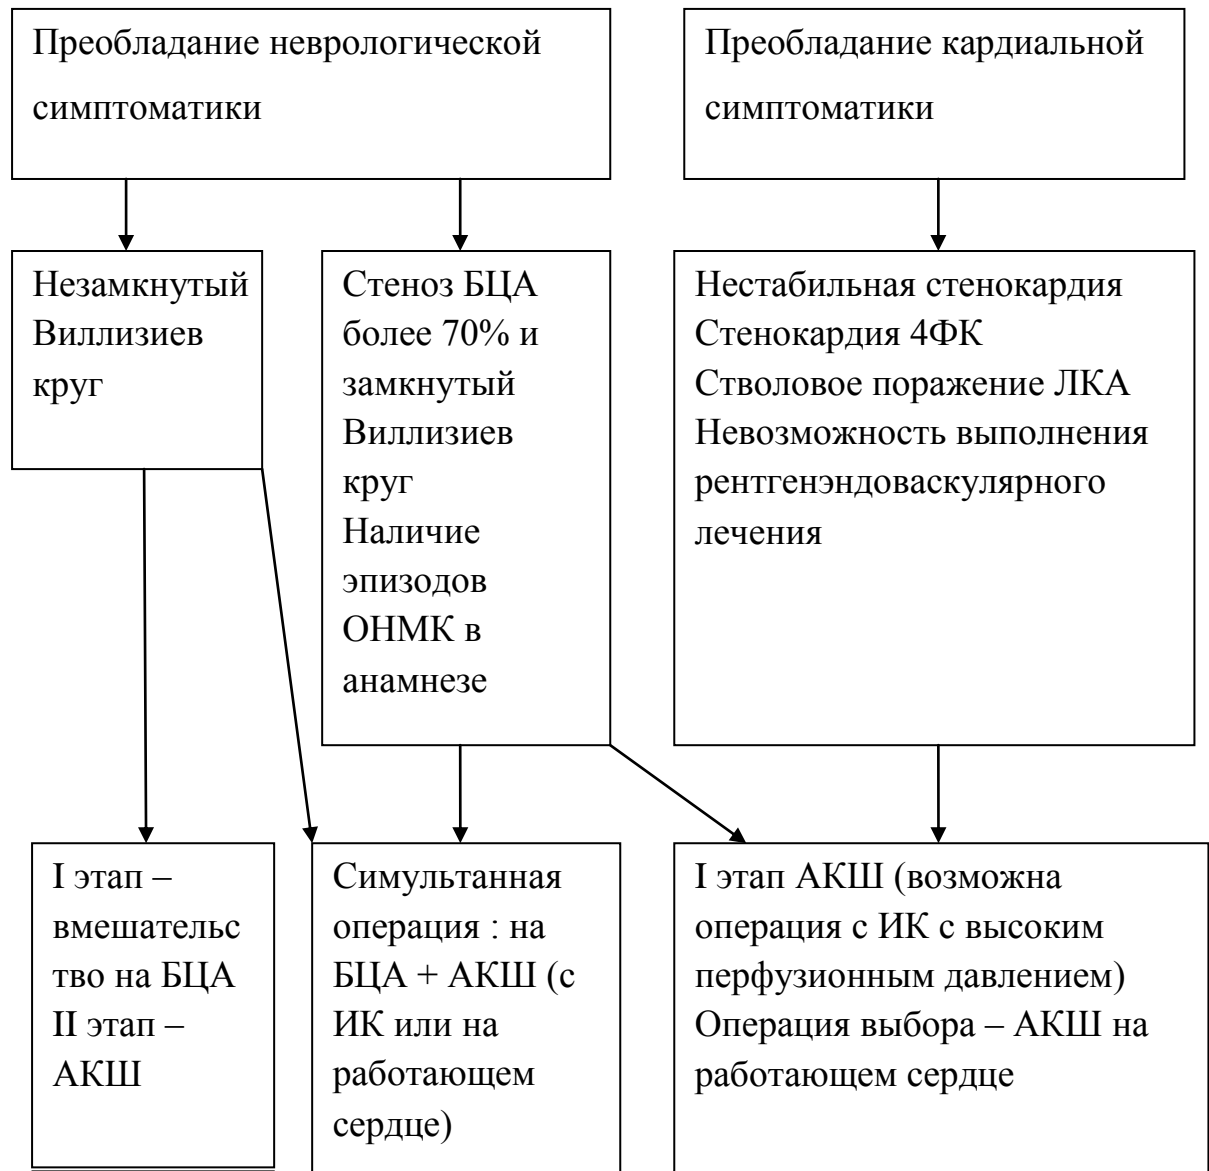 Преобладание неврологической
симптоматики
Преобладание кардиальной
симптоматики
Незамкнутый
Виллизиев
круг
Стеноз БЦА
более 70% и
замкнутый
Виллизиев
круг
Наличие
эпизодов
ОНМК в
анамнезе
Нестабильная стенокардия
Стенокардия 4ФК
Стволовое поражение ЛКА
Невозможность выполнения
рентгенэндоваскулярного
лечения
I этап –
вмешательс
тво на БЦА
II этап –
АКШ
Симультанная
операция : на
БЦА + АКШ (с
ИК или на
работающем
сердце)
I этап АКШ (возможна
операция с ИК с высоким
перфузионным давлением)
Операция выбора – АКШ на
работающем сердце